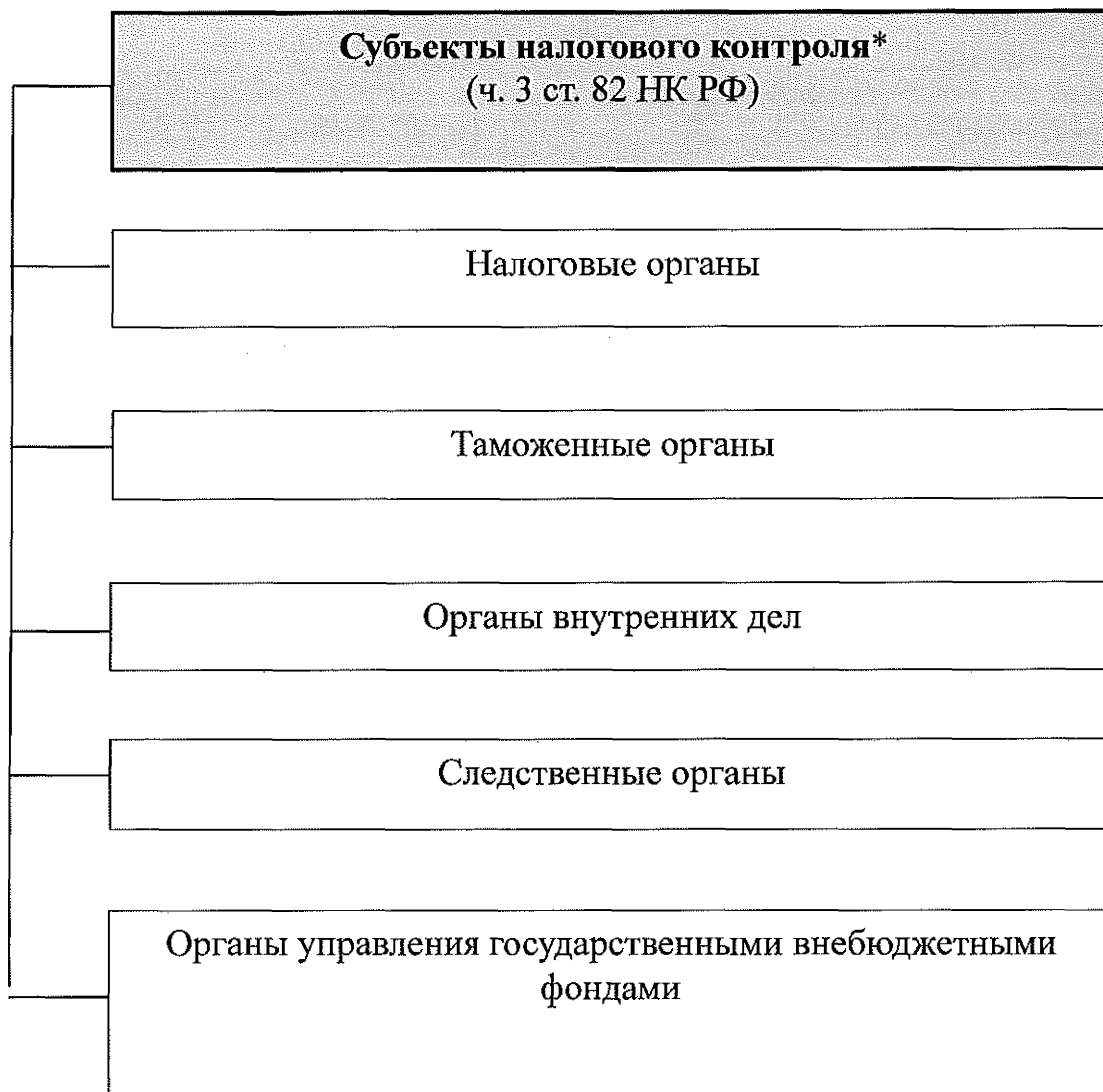 Субъекты налогового контроля*
(ч. 3 ст. 82 НК РФ)
Налоговые органы
Таможенные органы
Органы внутренних дел
Следственные органы
Органы управления государственными внебюджетными
фондами